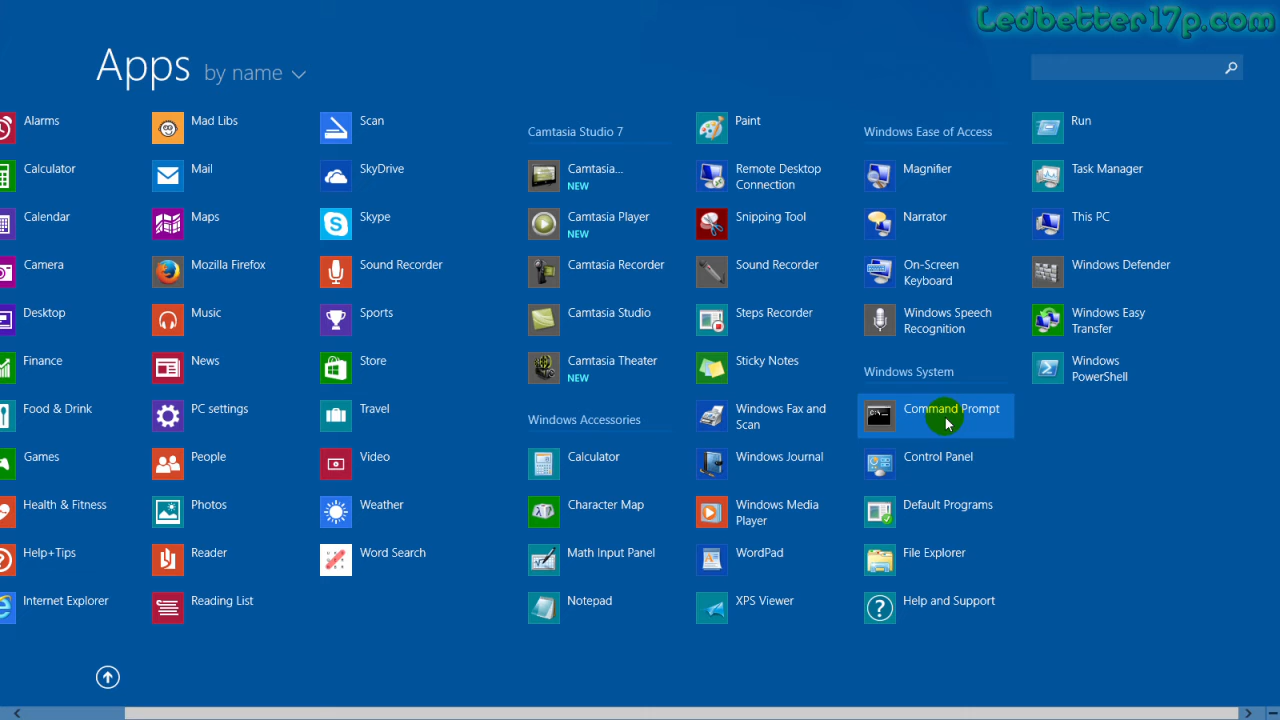 Ledbetter17p.com
Apps by name
Alarms
Calculator
Calendar
Camera
Desktop
Finance
Food & Drink
Games
Health & Fitness
Help+Tips
Internet Explorer
Mad Libs
Mail
Maps
Mozilla Firefox
Music
News
PC settings
People
Photos
Reader
Reading List
Scan
SkyDrive
Skype
Sound Recorder
Sports
Store
Travel
Video
Weather
Word Search
Camtasia Studio 7
Camtasia...
NEW
Camtasia Player
NEW
Camtasia Recorder
Camtasia Studio
Camtasia Theater
NEW
Windows Accessories
Calculator
Character Map
Math Input Panel
Notepad
Paint
Remote Desktop
Connection
Snipping Tool
Sound Recorder
Steps Recorder
Sticky Notes
Windows Fax and
Scan
Windows Journal
Windows Media
Player
WordPad
XPS Viewer
Windows Ease of Access
Magnifier
Narrator
On-Screen
Keyboard
Windows Speech
Recognition
Windows System
Command Prompt
Control Panel
Default Programs
File Explorer
Help and Support
Run
Task Manager
This PC
Windows Defender
Windows Easy
Transfer
Windows
PowerShell